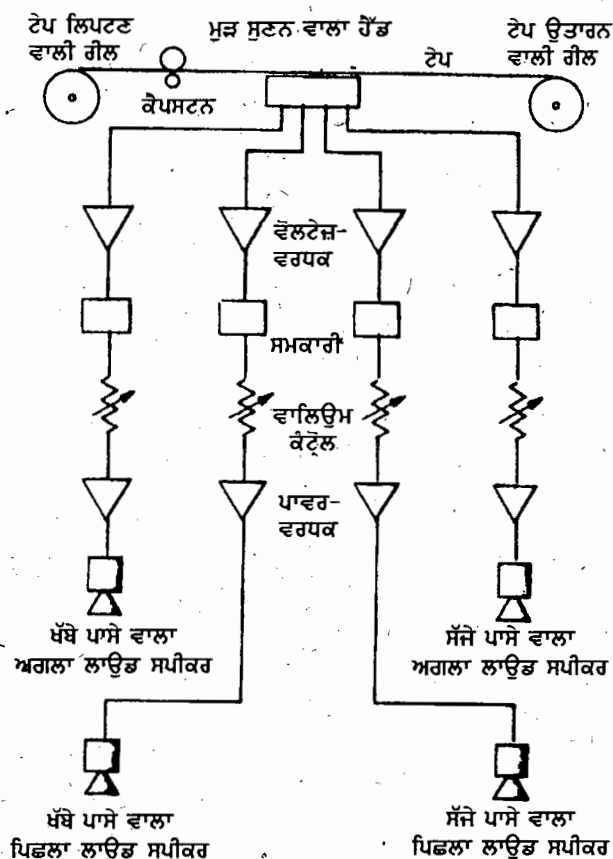 ਟੇਪ ਲਿਪਟਣ
ਵਾਲੀ ਰੀਲ
ਮੁੜ ਸੁਣਨ ਵਾਲਾ ਹੈੱਡ
ਟੇਪ ਉਤਾਰਨ
ਵਾਲੀ ਰੀਲ
ਟੇਪ
ਕੈਪਸਟਨ
ਵੋਲਟੇਜ਼-
ਵਰਧਕ
ਸਮਕਾਰੀ
ਵਾਲਿਉਮ
ਕੰਟ੍ਰੋਲ
ਪਾਵਰ-
ਵਰਧਕ
ਖੱਬੇ ਪਾਸੇ ਵਾਲਾ
ਅਗਲਾ ਲਾਊਡ ਸਪੀਕਰ
ਸੱਜੇ ਪਾਸੇ ਵਾਲਾ
ਅਗਲਾ ਲਾਊਡ ਸਪੀਕਰ
ਖੱਬੇ ਪਾਸੇ ਵਾਲਾ
ਪਿਛਲਾ ਲਾਊਡ ਸਪੀਕਰ
ਸੱਜੇ ਪਾਸੇ ਵਾਲਾ
ਪਿਛਲਾ ਲਾਊਡ ਸਪੀਕਰ